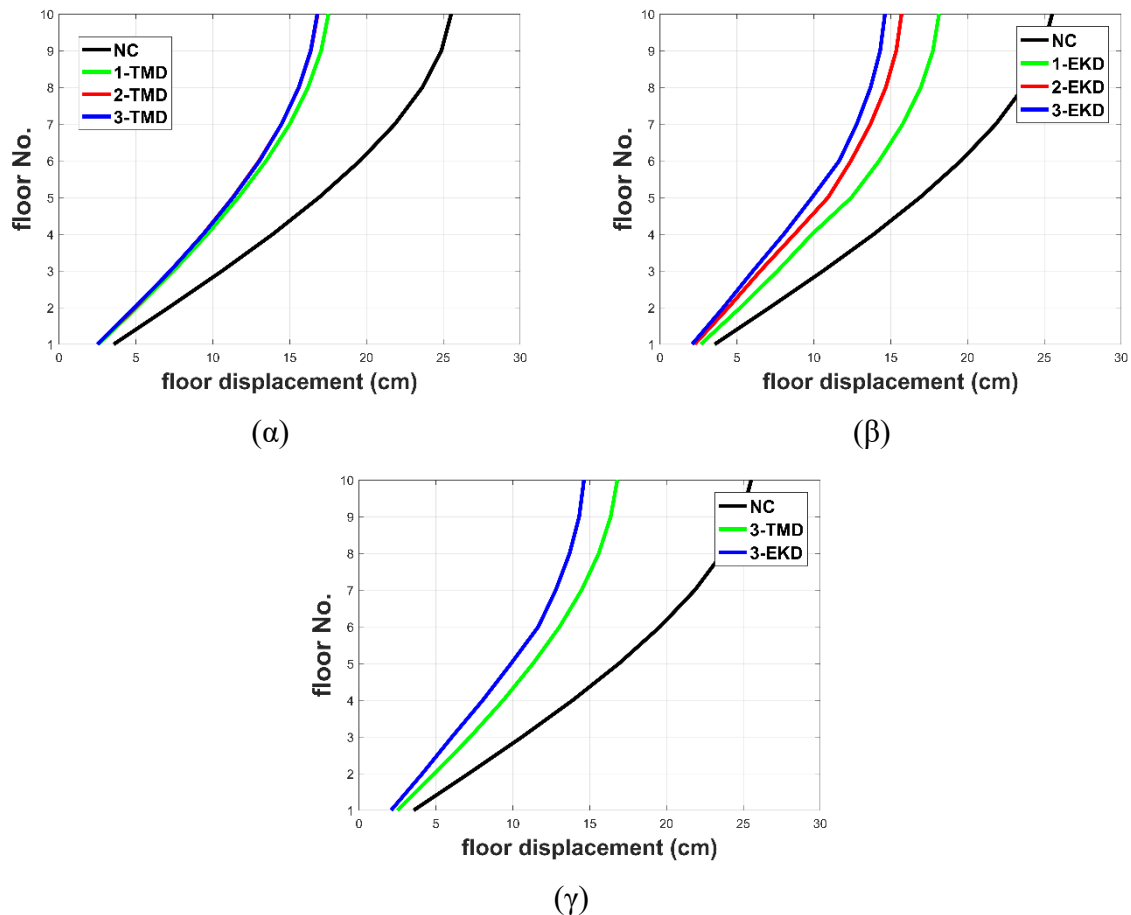 10
9
8
7
6
5
4
3
2
1
floor No.
NC
1-TMD
2-TMD
3-TMD
0 5 10 15 20 25 30
floor displacement (cm)
(α)
10
9
8
7
6
5
4
3
2
1
floor No.
NC
1-EKD
2-EKD
3-EKD
0 5 10 15 20 25 30
floor displacement (cm)
(β)
10
9
8
7
6
5
4
3
2
1
floor No.
NC
3-TMD
3-EKD
0 5 10 15 20 25 30
floor displacement (cm)
(γ)